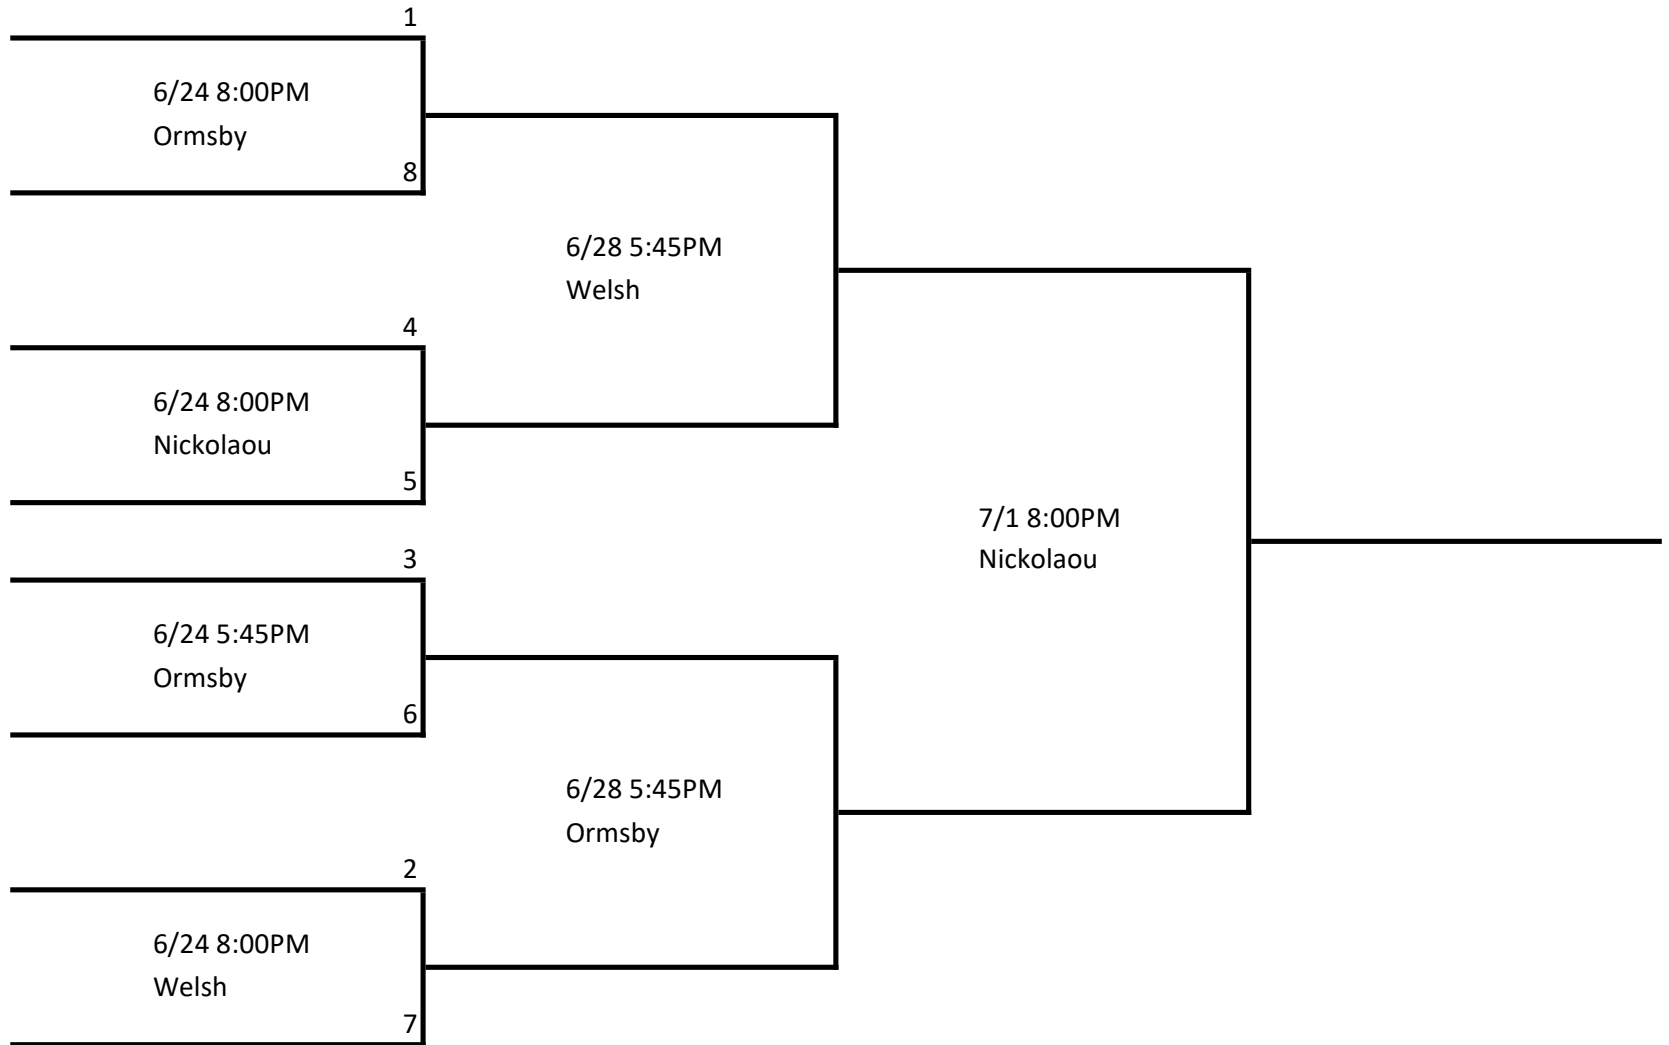 1
6/24 8:00PM
Ormsby
8
6/28 5:45PM
Welsh
4
6/24 8:00PM
Nickolaou
5
7/1 8:00PM
Nickolaou
3
6/24 5:45PM
Ormsby
6
6/28 5:45PM
Ormsby
2
6/24 8:00PM
Welsh
7